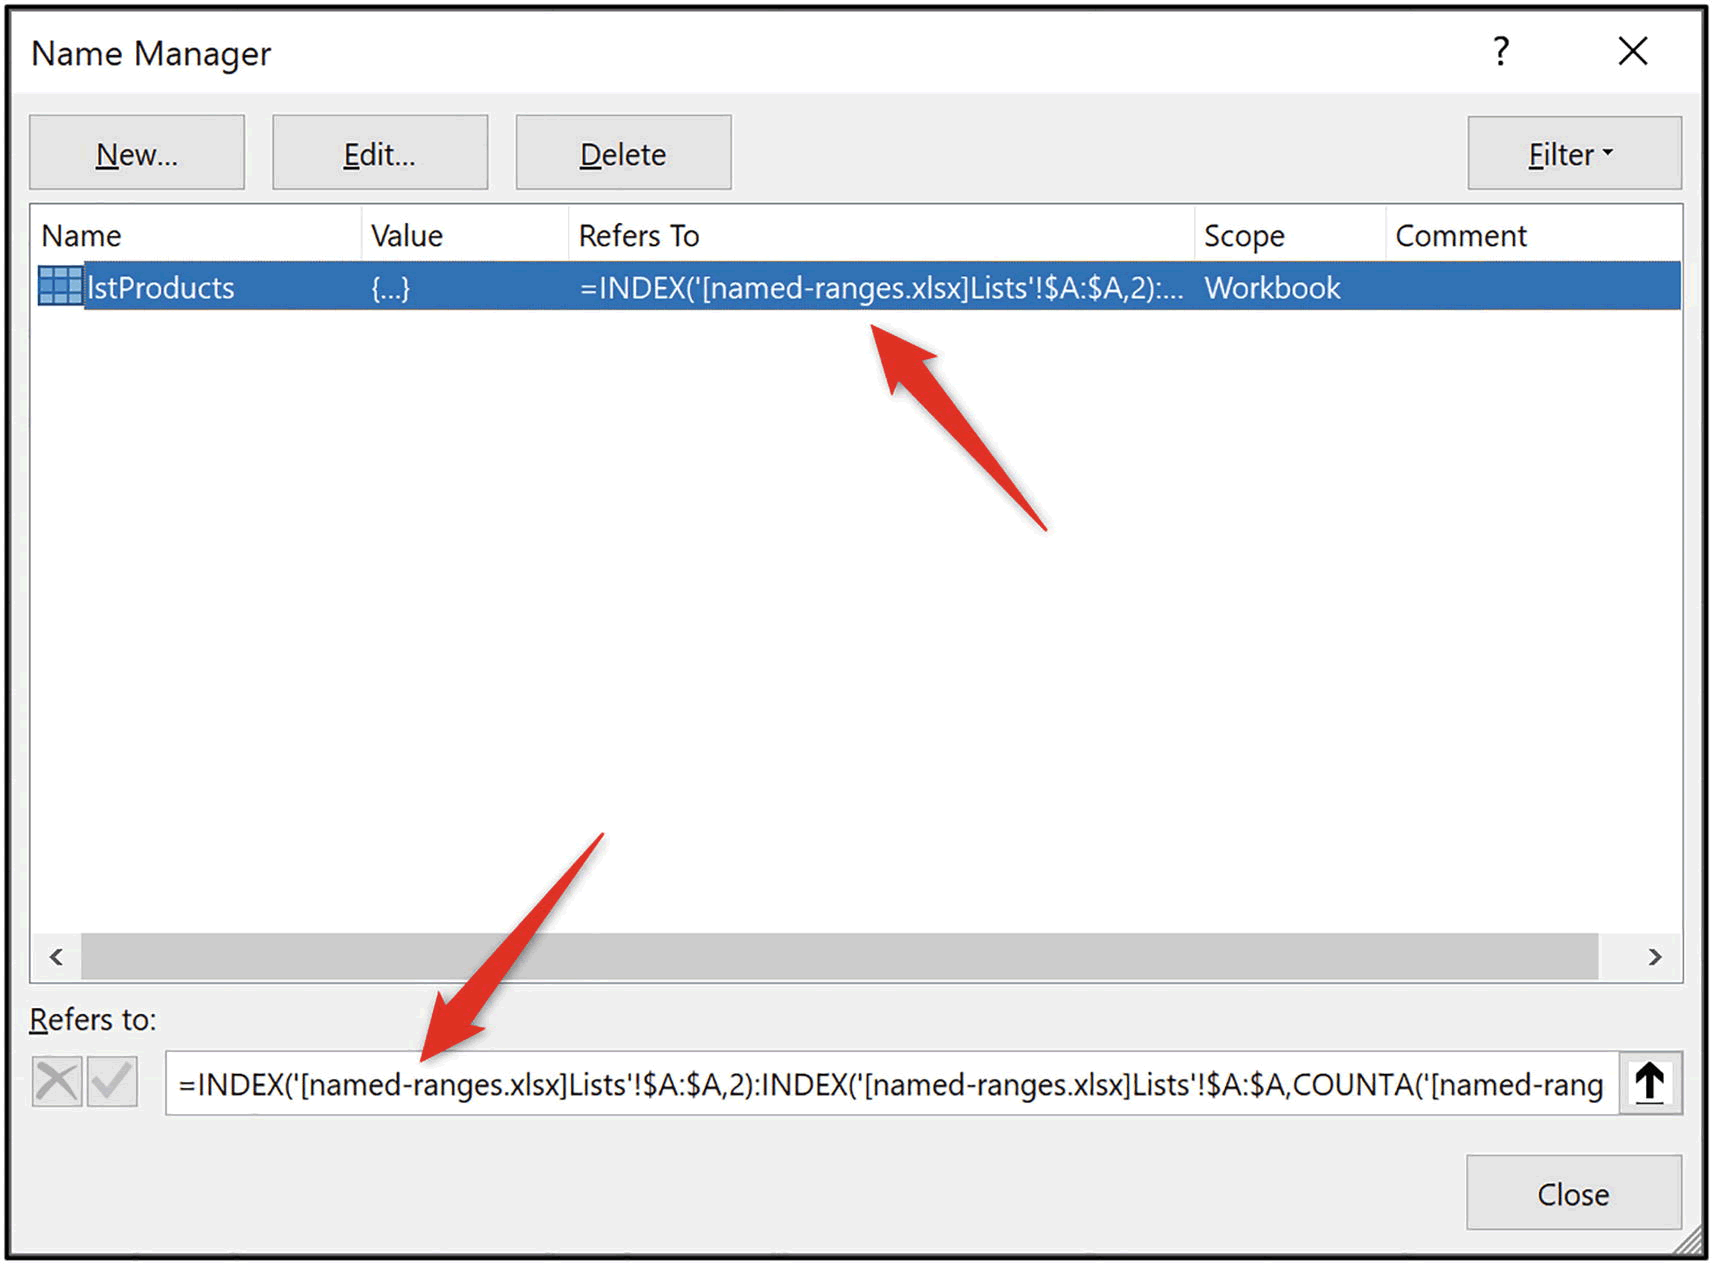 Name Manager ?
New... Edit... Delete Filter
Name Value Refers To Scope Comment
lstProducts {...} =INDEX('[named-ranges.xlsx]Lists'!$A:$A,2):... Workbook
Refers to:
=INDEX('[named-ranges.xlsx]Lists'!$A:$A,2):INDEX('[named-ranges.xlsx]Lists'!$A:$A,COUNTA('[named-rang
Close